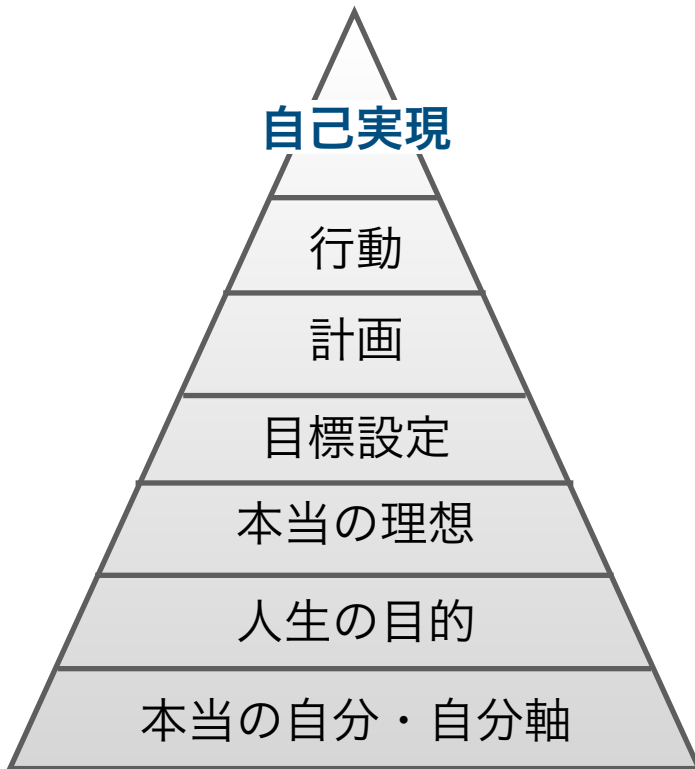 自己実現
行動
計画
目標設定
本当の理想
人生の目的
本当の自分・自分軸